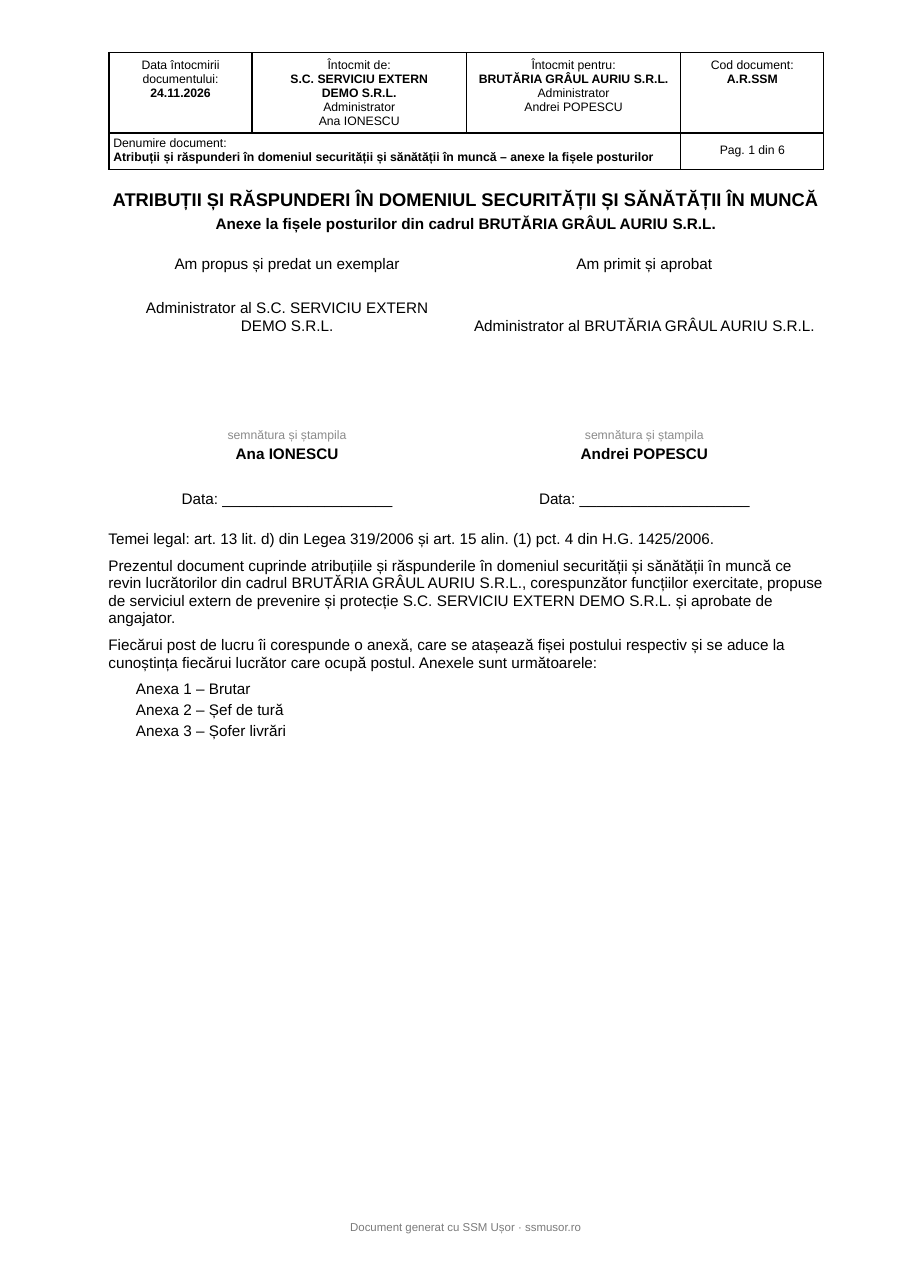 Data întocmirii
documentului:
24.11.2026
Întocmit de:
S.C. SERVICIU EXTERN
DEMO S.R.L.
Administrator
Ana IONESCU
Întocmit pentru:
BRUTĂRIA GRÂUL AURIU S.R.L.
Administrator
Andrei POPESCU
Cod document:
A.R.SSM
Denumire document:
Atribuții și răspunderi în domeniul securității și sănătății în muncă – anexe la fișele posturilor
Pag. 1 din 6
ATRIBUȚII ȘI RĂSPUNDERI ÎN DOMENIUL SECURITĂȚII ȘI SĂNĂTĂȚII ÎN MUNCĂ
Anexe la fișele posturilor din cadrul BRUTĂRIA GRÂUL AURIU S.R.L.
Am propus și predat un exemplar
Am primit și aprobat
Administrator al S.C. SERVICIU EXTERN
DEMO S.R.L.
Administrator al BRUTĂRIA GRÂUL AURIU S.R.L.
semnătura și ștampila
semnătura și ștampila
Ana IONESCU
Andrei POPESCU
Data: ____________________
Data: ____________________
Temei legal: art. 13 lit. d) din Legea 319/2006 și art. 15 alin. (1) pct. 4 din H.G. 1425/2006.
Prezentul document cuprinde atribuțiile și răspunderile în domeniul securității și sănătății în muncă ce
revin lucrătorilor din cadrul BRUTĂRIA GRÂUL AURIU S.R.L., corespunzător funcțiilor exercitate, propuse
de serviciul extern de prevenire și protecție S.C. SERVICIU EXTERN DEMO S.R.L. și aprobate de
angajator.
Fiecărui post de lucru îi corespunde o anexă, care se atașează fișei postului respectiv și se aduce la
cunoștința fiecărui lucrător care ocupă postul. Anexele sunt următoarele:
Anexa 1 – Brutar
Anexa 2 – Șef de tură
Anexa 3 – Șofer livrări
Document generat cu SSM Ușor · ssmusor.ro